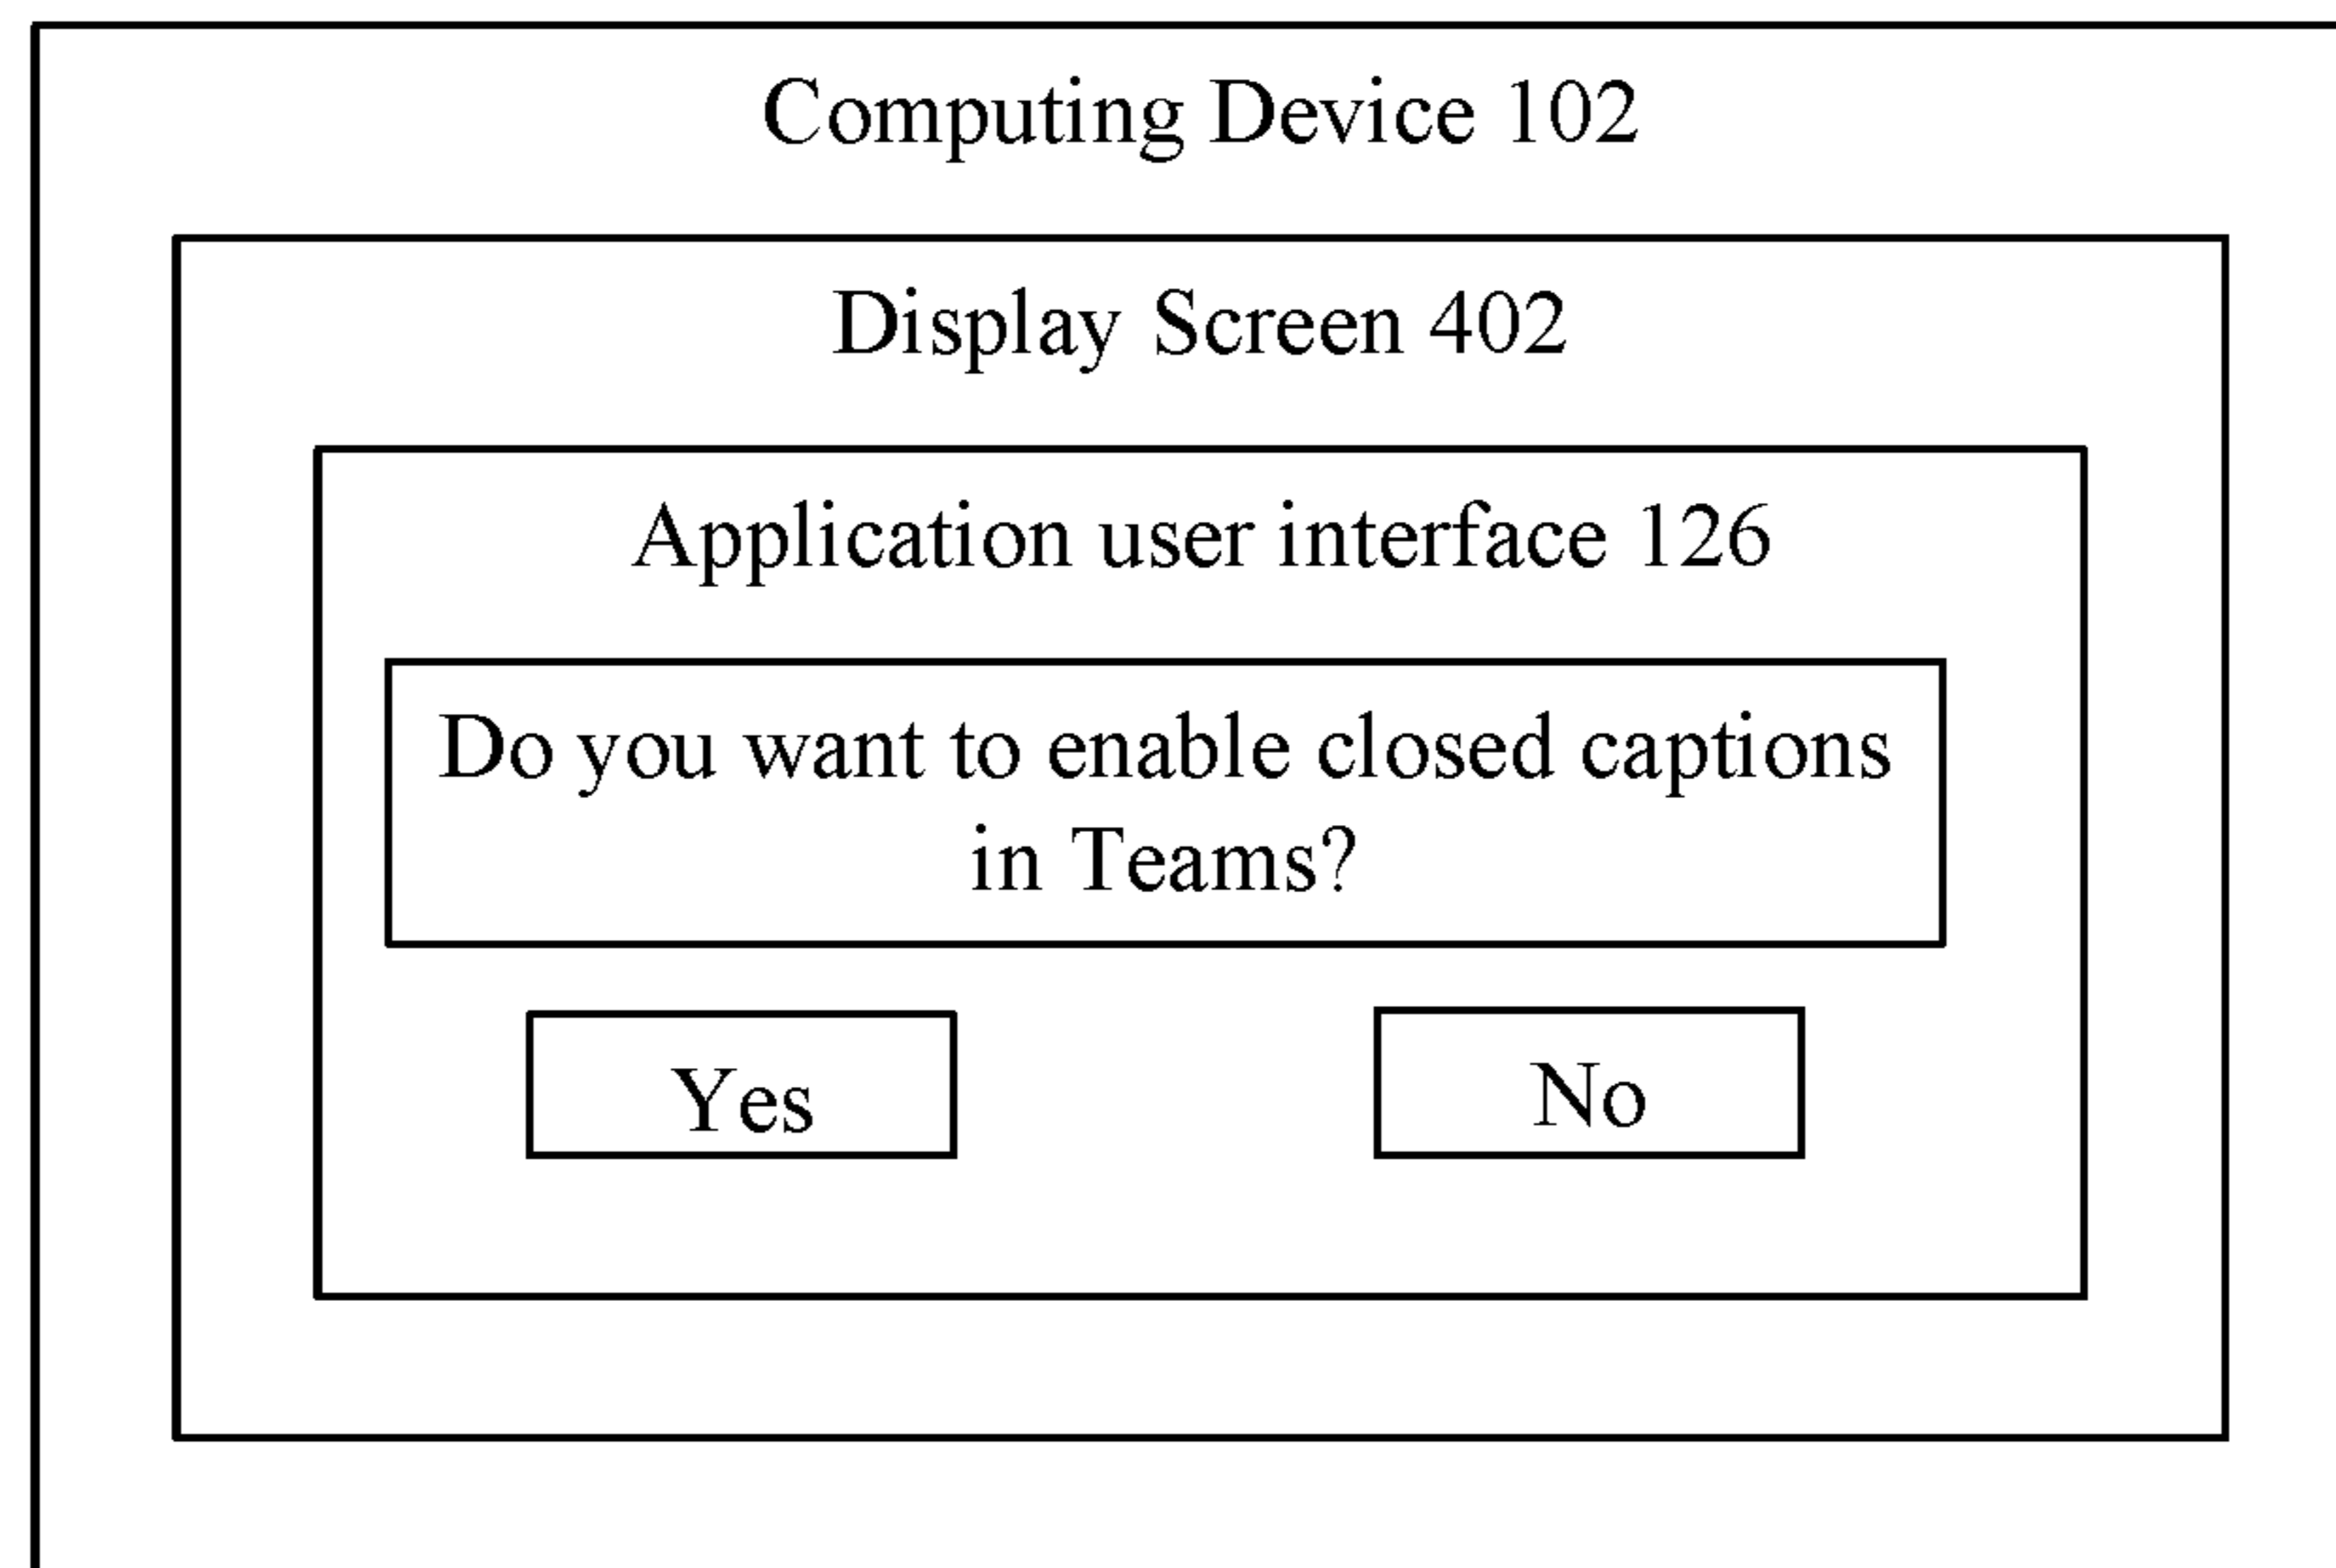 Computing Device 102
Display Screen 402
Application user interface 126
Do you want to enable closed captions
in Teams?
Yes
No